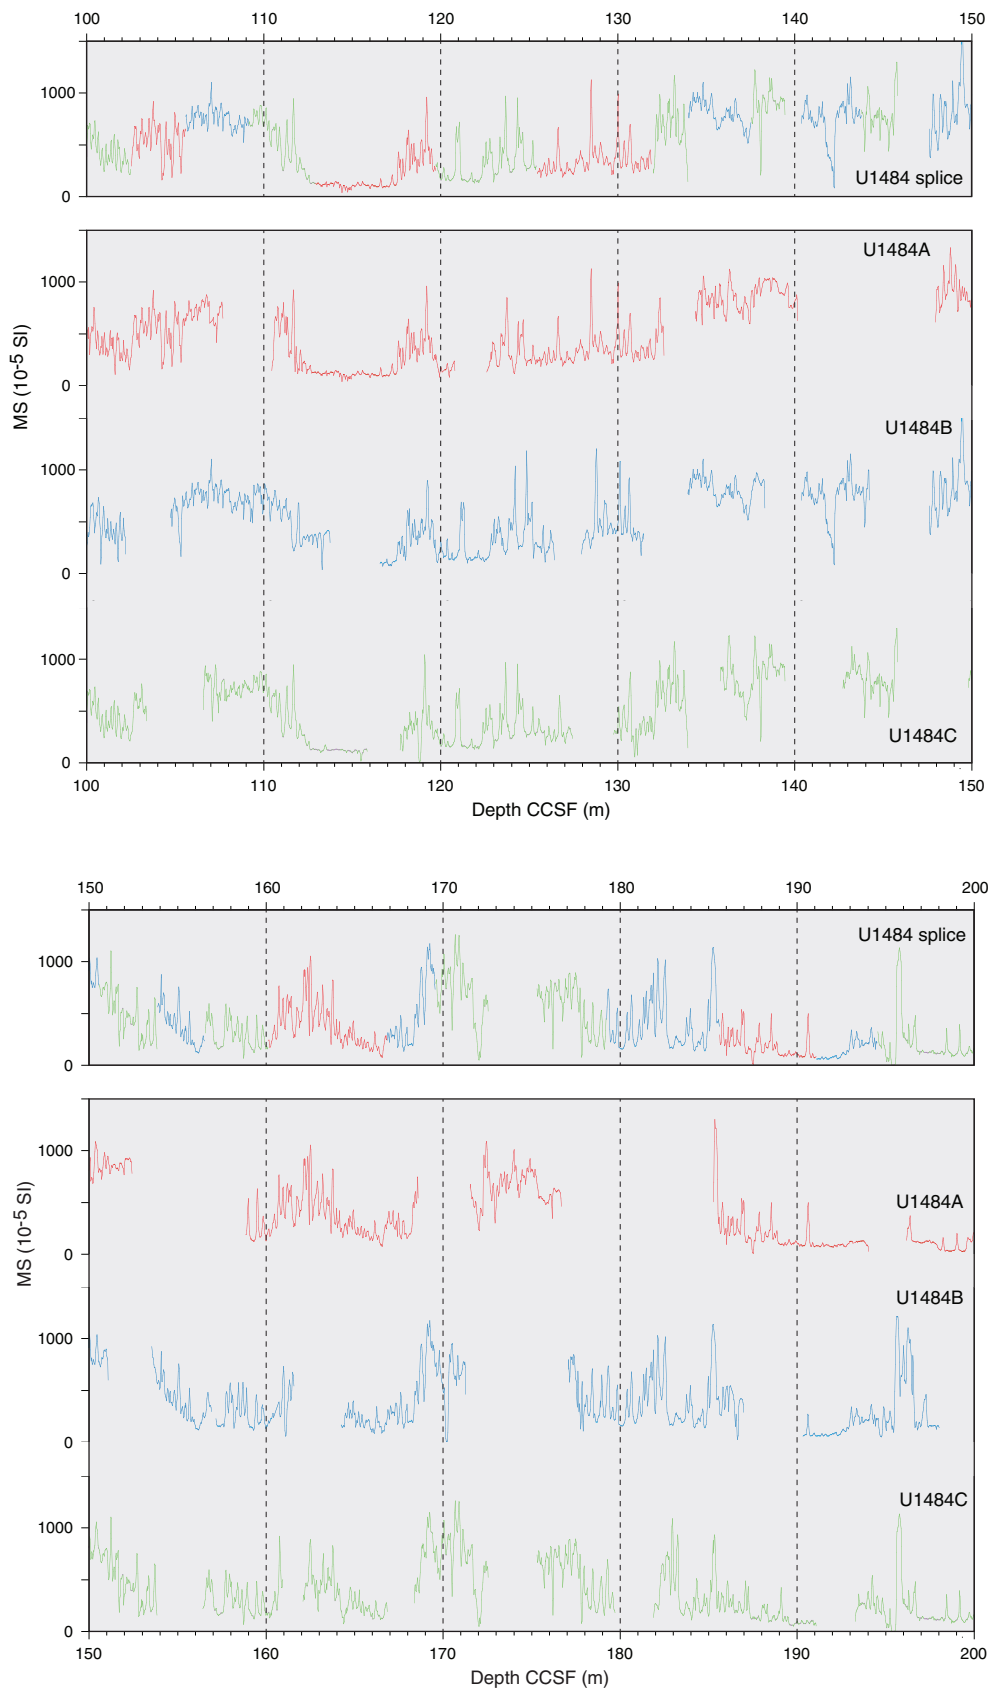 100 110 120 130 140 150
1000
0
U1484 splice
U1484A
1000
0
MS (10-5 SI)
U1484B
1000
0
1000
U1484C
0
100 110 120 130 140 150
Depth CCSF (m)
150 160 170 180 190 200
U1484 splice
1000
0
1000
U1484A
0
MS (10-5 SI)
U1484B
1000
0
U1484C
1000
0
150 160 170 180 190 200
Depth CCSF (m)